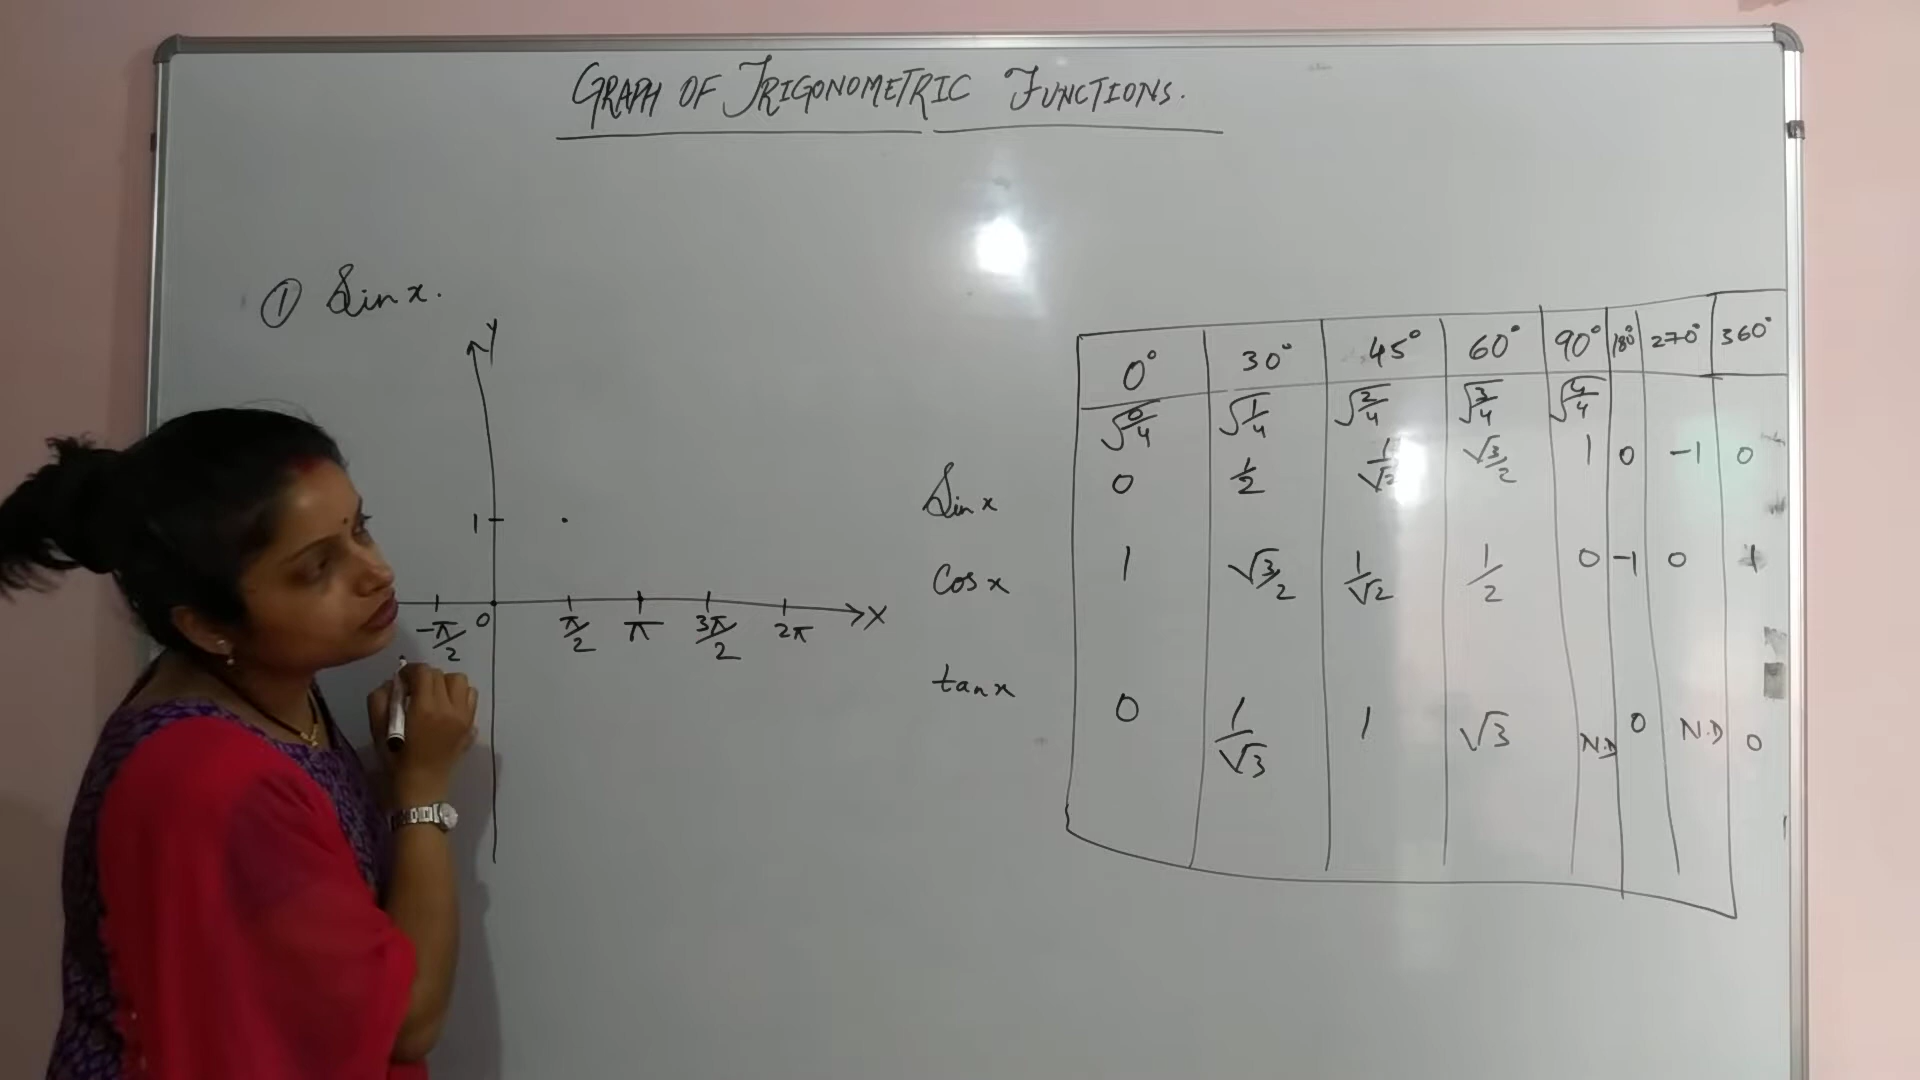 GRAPH OF TRIGONOMETRIC FUNCTIONS.
① Sin x.
Y
1
-π/2 0 π/2 π 3π/2 2π X
0° 30° 45° 60° 90° 180° 270° 360°
√0/4 √1/4 √2/4 √3/4 √4/4
Sin x 0 1/2 1/√2 √3/2 1 0 -1 0
Cos x 1 √3/2 1/√2 1/2 0 -1 0 1
tan x 0 1/√3 1 √3 N.D 0 N.D 0